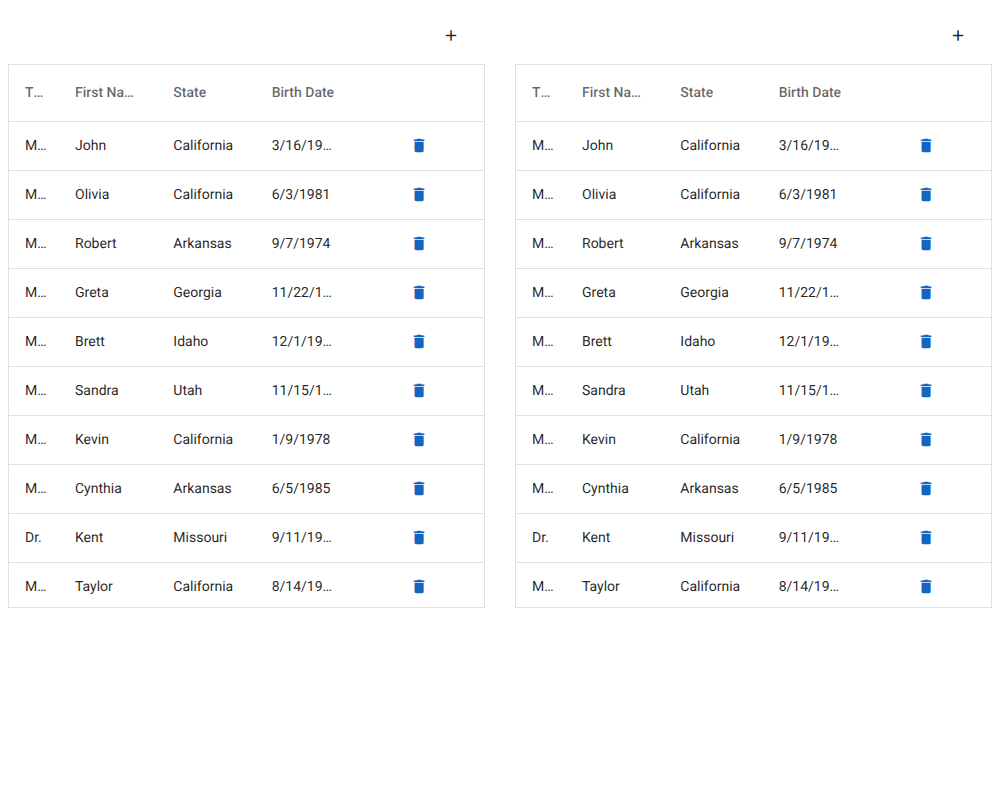 T... First Na... State Birth Date
M... John California 3/16/19...
M... Olivia California 6/3/1981
M... Robert Arkansas 9/7/1974
M... Greta Georgia 11/22/1...
M... Brett Idaho 12/1/19...
M... Sandra Utah 11/15/1...
M... Kevin California 1/9/1978
M... Cynthia Arkansas 6/5/1985
Dr. Kent Missouri 9/11/19...
M... Taylor California 8/14/19...
T... First Na... State Birth Date
M... John California 3/16/19...
M... Olivia California 6/3/1981
M... Robert Arkansas 9/7/1974
M... Greta Georgia 11/22/1...
M... Brett Idaho 12/1/19...
M... Sandra Utah 11/15/1...
M... Kevin California 1/9/1978
M... Cynthia Arkansas 6/5/1985
Dr. Kent Missouri 9/11/19...
M... Taylor California 8/14/19...